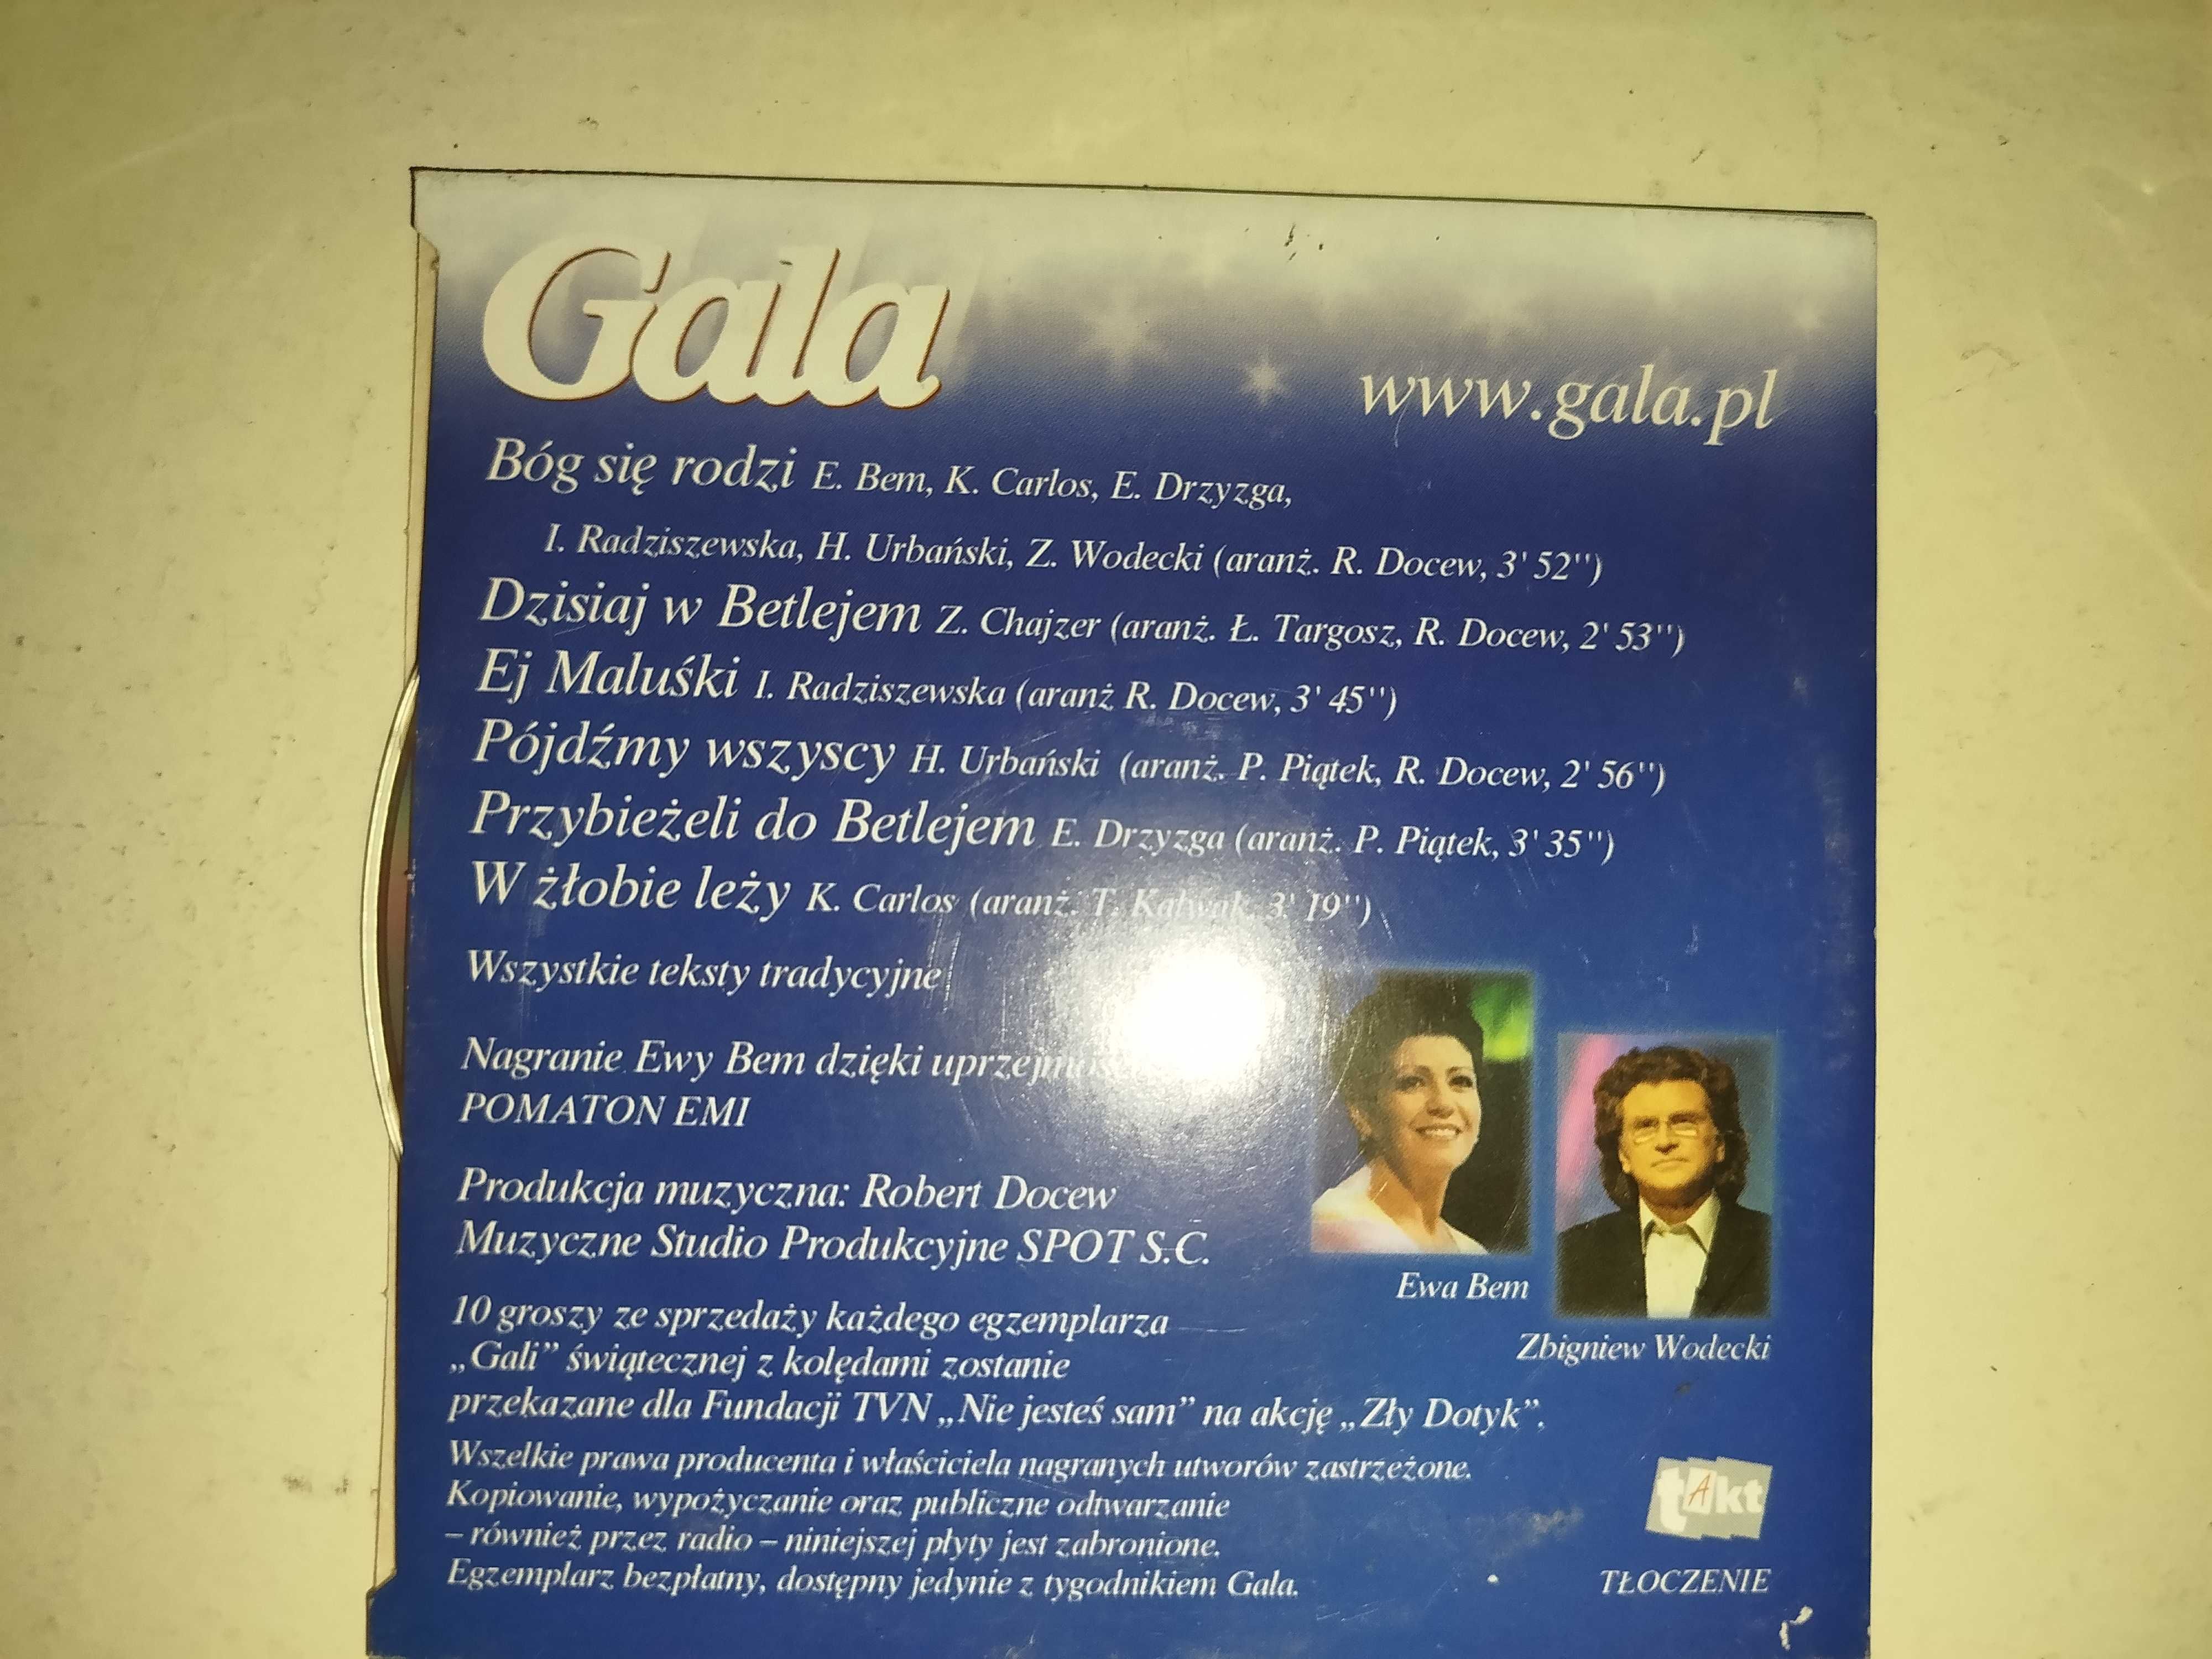 Gala
www.gala.pl
Bóg się rodzi E. Bem, K. Carlos, E. Drzyzga,
I. Radziszewska, H. Urbański, Z. Wodecki (aranż. R. Docew, 3' 52'')
Dzisiaj w Betlejem Z. Chajzer (aranż. Ł. Targosz, R. Docew, 2' 53'')
Ej Maluśki I. Radziszewska (aranż R. Docew, 3' 45'')
Pójdźmy wszyscy H. Urbański (aranż. P. Piątek, R. Docew, 2' 56'')
Przybieżeli do Betlejem E. Drzyzga (aranż. P. Piątek, 3' 35'')
W żłobie leży K. Carlos (aranż. T. Kalwak, 3' 19'')
Wszystkie teksty tradycyjne
Nagranie Ewy Bem dzięki
POMATON EMI
Produkcja muzyczna: Robert Docew
Muzyczne Studio Produkcyjne SPOT S.C.
Ewa Bem
Zbigniew Wodecki
10 groszy ze sprzedaży każdego egzemplarza
„Gali” świątecznej z kolędami zostanie
przekazane dla Fundacji TVN „Nie jesteś sam” na akcję „Zły Dotyk”.
Wszelkie prawa producenta i właściciela nagranych utworów zastrzeżone.
Kopiowanie, wypożyczanie oraz publiczne odtwarzanie
– również przez radio – niniejszej płyty jest zabronione.
Egzemplarz bezpłatny, dostępny jedynie z tygodnikiem Gala.
tAkt
TŁOCZENIE